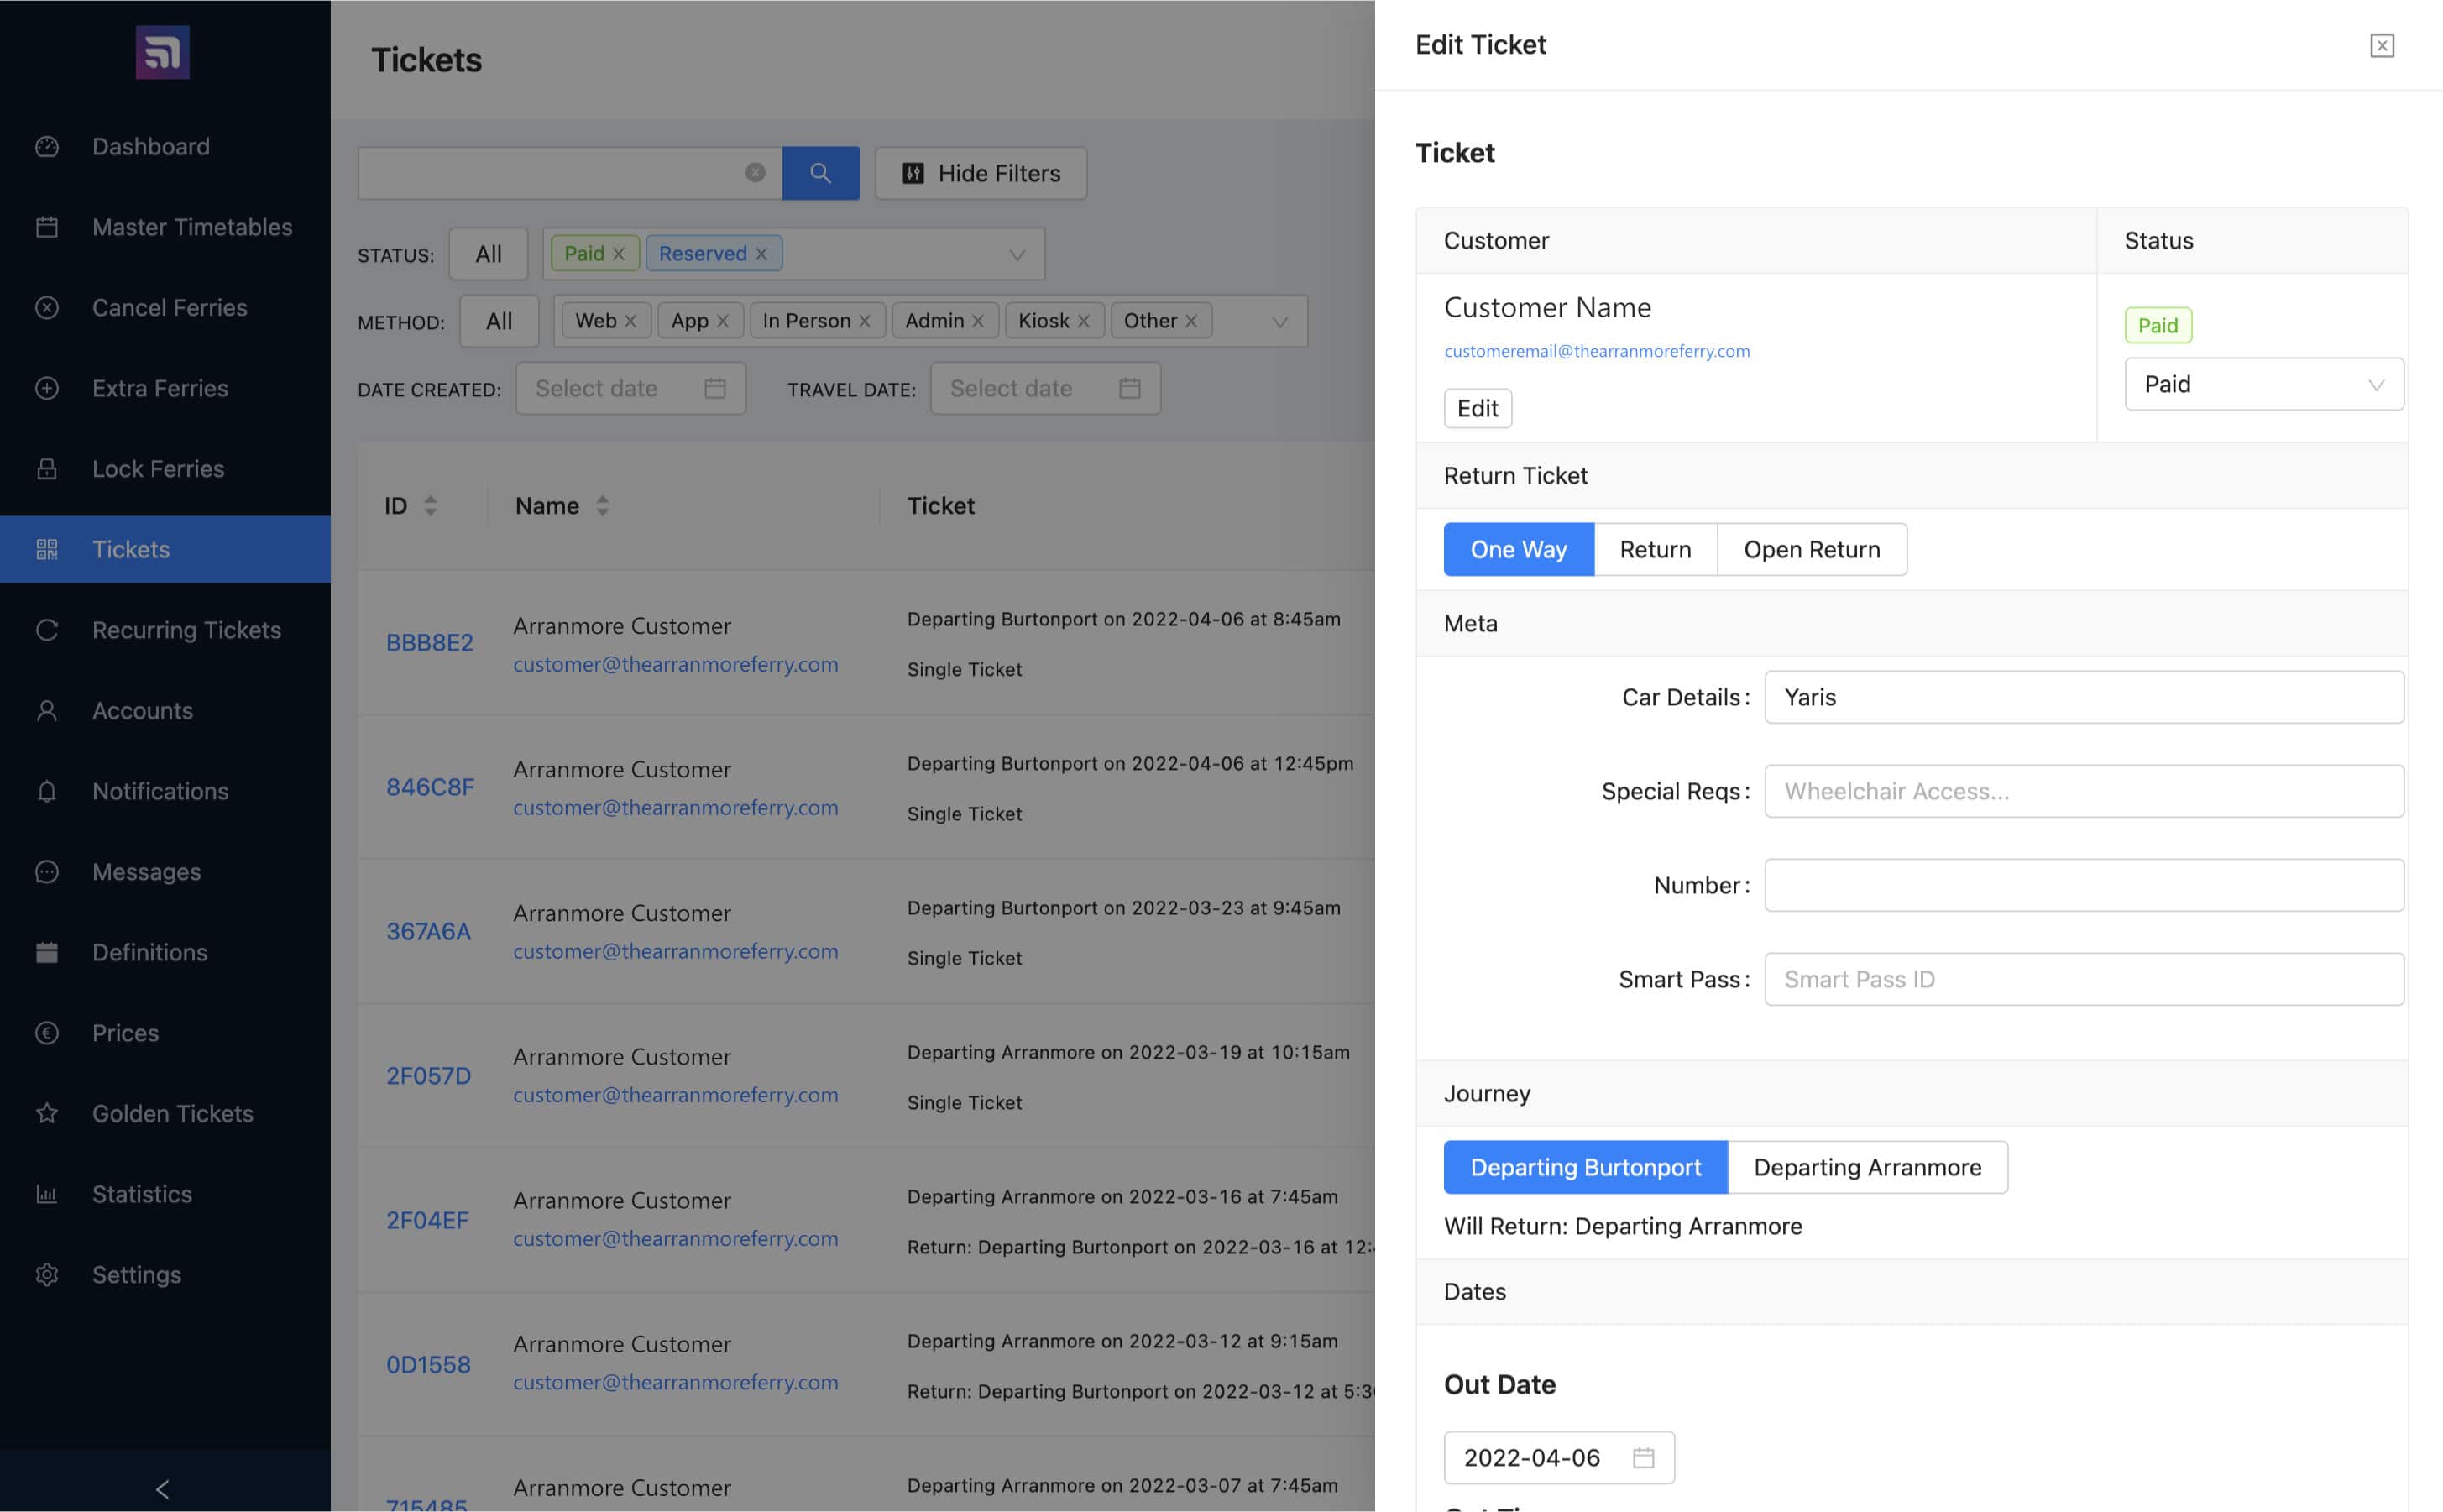 Dashboard
Master Timetables
Cancel Ferries
Extra Ferries
Lock Ferries
Tickets
Recurring Tickets
Accounts
Notifications
Messages
Definitions
Prices
Golden Tickets
Statistics
Settings
Tickets
Hide Filters
STATUS: All Paid Reserved
METHOD: All Web App In Person Admin Kiosk Other
DATE CREATED: Select date TRAVEL DATE: Select date
ID Name Ticket
BBB8E2 Arranmore Customer Departing Burtonport on 2022-04-06 at 8:45am
customer@thearranmoreferry.com Single Ticket
846C8F Arranmore Customer Departing Burtonport on 2022-04-06 at 12:45pm
customer@thearranmoreferry.com Single Ticket
367A6A Arranmore Customer Departing Burtonport on 2022-03-23 at 9:45am
customer@thearranmoreferry.com Single Ticket
2F057D Arranmore Customer Departing Arranmore on 2022-03-19 at 10:15am
customer@thearranmoreferry.com Single Ticket
2F04EF Arranmore Customer Departing Arranmore on 2022-03-16 at 7:45am
customer@thearranmoreferry.com Return: Departing Burtonport on 2022-03-16 at 12:
0D1558 Arranmore Customer Departing Arranmore on 2022-03-12 at 9:15am
customer@thearranmoreferry.com Return: Departing Burtonport on 2022-03-12 at 5:3
715485 Arranmore Customer Departing Arranmore on 2022-03-07 at 7:45am
Edit Ticket
Ticket
Customer Status
Customer Name
customeremail@thearranmoreferry.com
Edit
Paid
Paid
Return Ticket
One Way Return Open Return
Meta
Car Details: Yaris
Special Reqs: Wheelchair Access...
Number:
Smart Pass: Smart Pass ID
Journey
Departing Burtonport Departing Arranmore
Will Return: Departing Arranmore
Dates
Out Date
2022-04-06